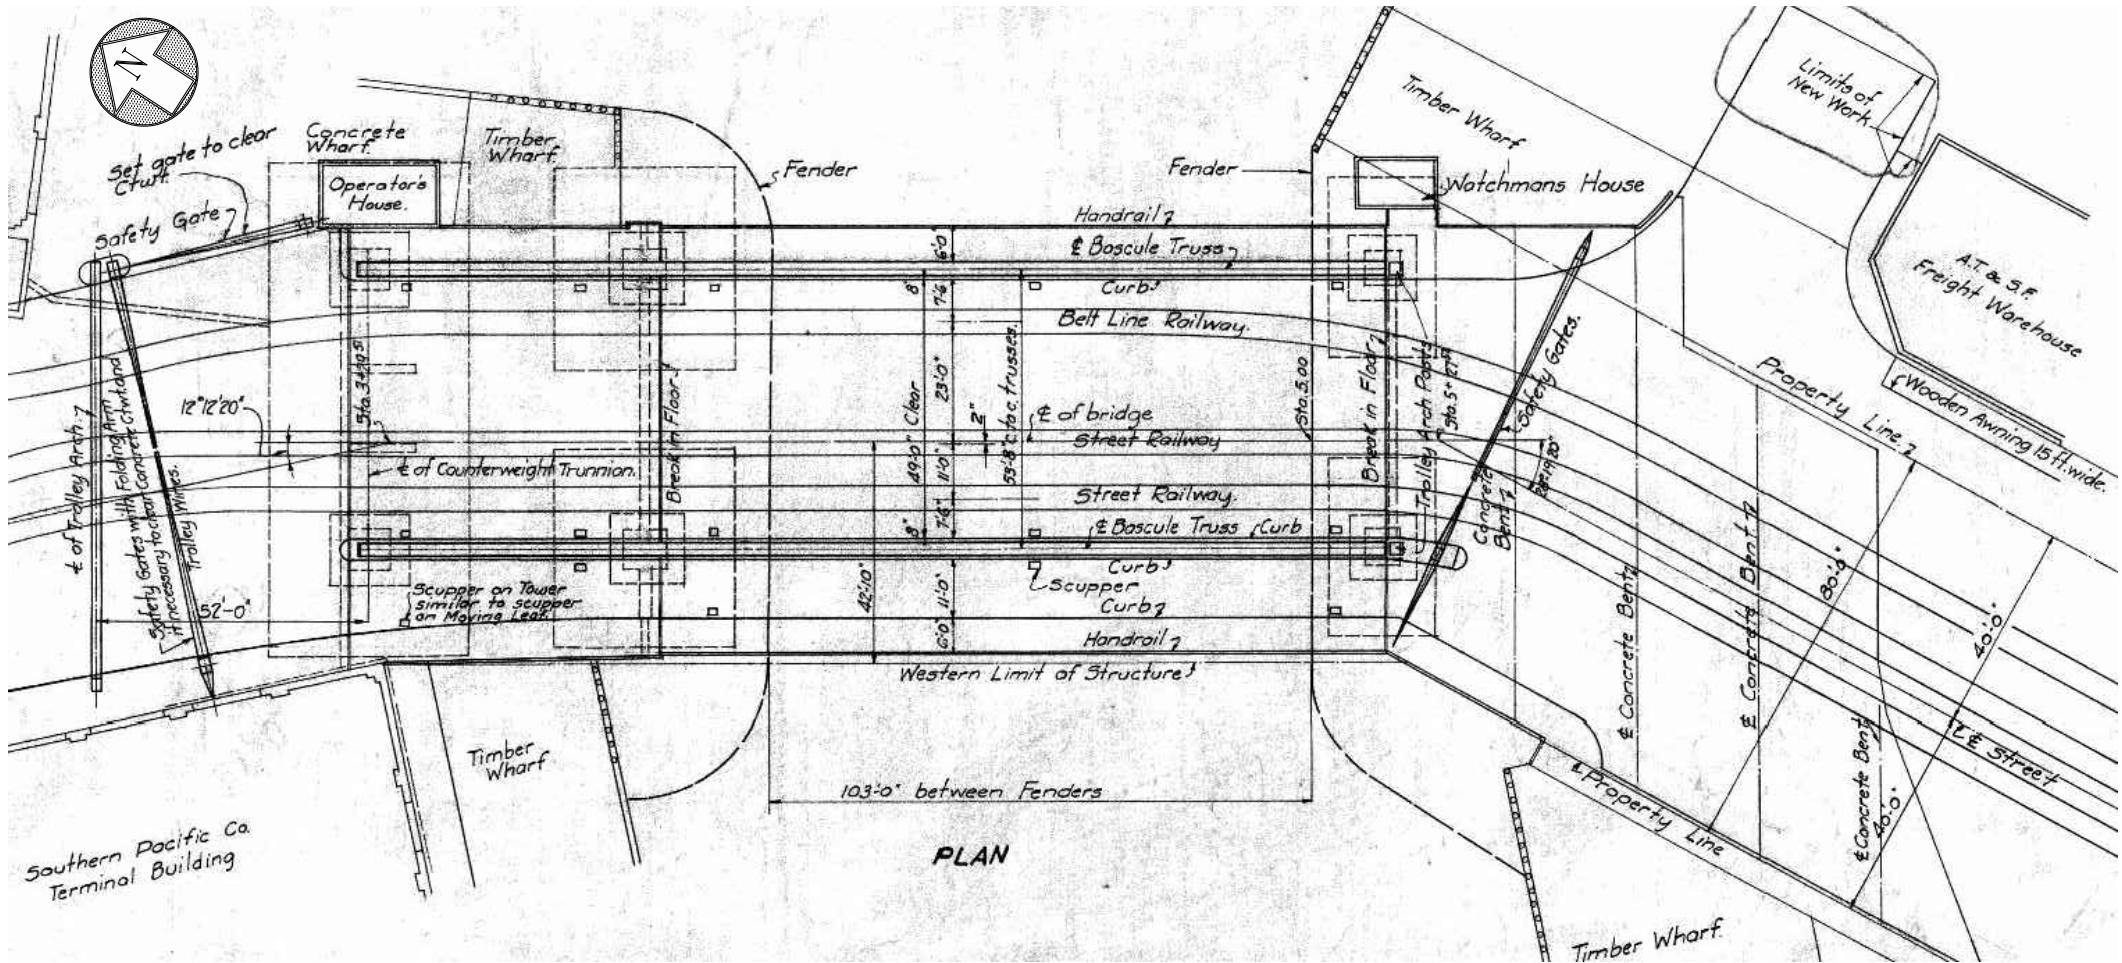 N
Set gate to clear
Ctwt.
Safety Gate
Concrete
Wharf.
Operator's
House.
Timber
Wharf.
Fender
Fender
Timber Wharf
Watchmans House
Limits of
New Work
A.T. & S.F.
Freight Warehouse
Wooden Awning 15 ft. wide.
Property Line
Handrail
℄ Bascule Truss
Curb
Belt Line Railway.
6'-0"
8"
7'-6"
23'-0"
49'-0" Clear
53'-8" c. to c. trusses.
2"
11'-0"
7'-6"
8"
℄ of bridge
Street Railway
Street Railway.
℄ Bascule Truss
Curb
Curb
Scupper
Curb
11'-0"
6'-0"
42'-10"
Handrail
Western Limit of Structure
Break in Floor
Break in Floor
Sta. 5.00
Trolley Arch Posts
Safety Gates.
Concrete
Bent
℄ Concrete Bent
℄ Concrete Bent
℄ Concrete Bent
80'-0"
40'-0"
40'-0"
℄ Street
Property Line
12°12'20"
℄ of Counterweight Trunnion.
℄ of Trolley Arch.
Safety Gates with Folding Arm
if necessary to clear Concrete Ctwt. and
Trolley Wires.
52'-0"
Scupper on Tower
similar to scupper
on Moving Leaf.
Timber
Wharf
103'-0" between Fenders
PLAN
Southern Pacific Co.
Terminal Building
Timber Wharf.